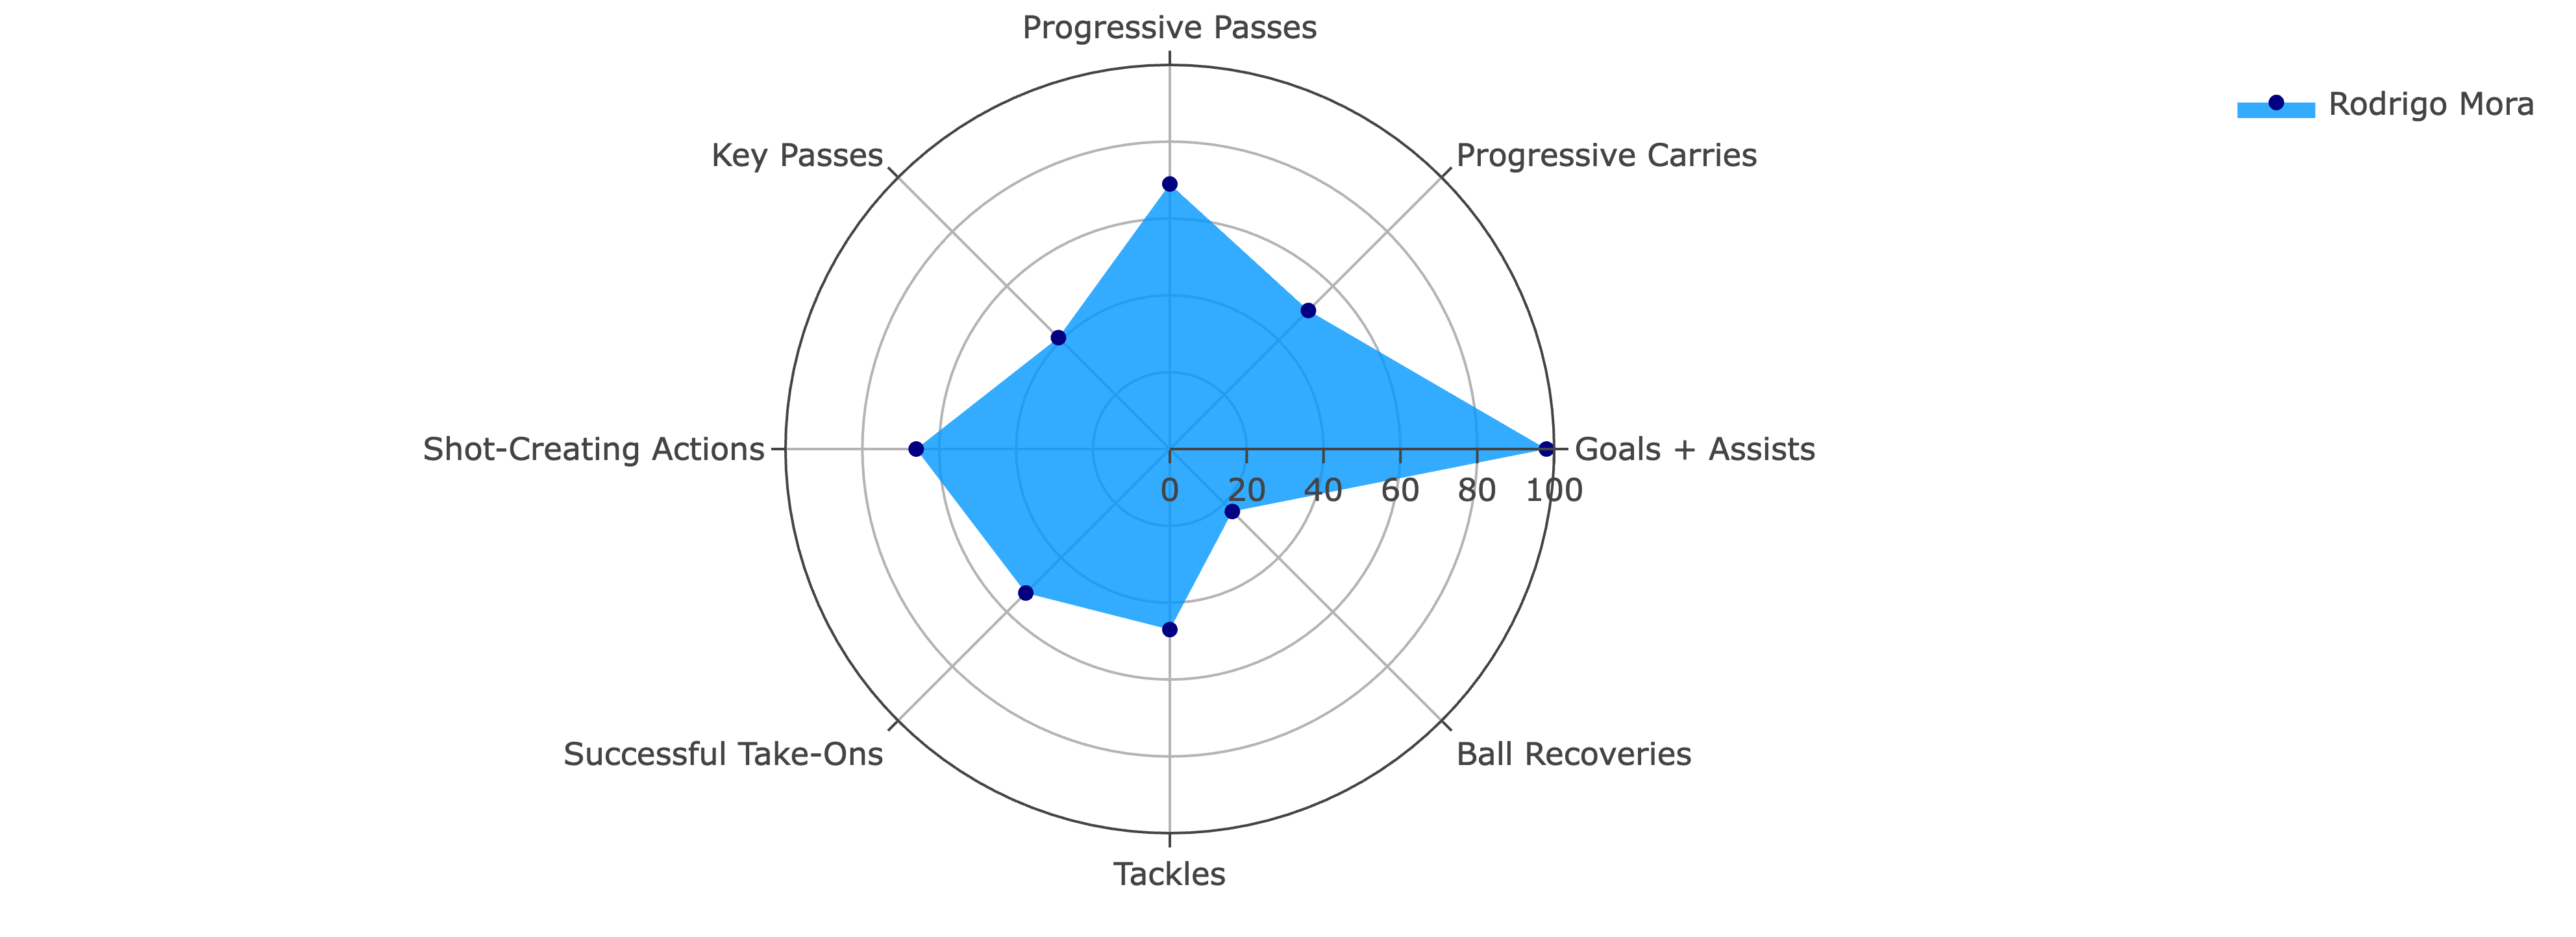 Progressive Passes
Rodrigo Mora
Key Passes
Progressive Carries
Shot-Creating Actions
Goals + Assists
0 20 40 60 80 100
Successful Take-Ons
Ball Recoveries
Tackles